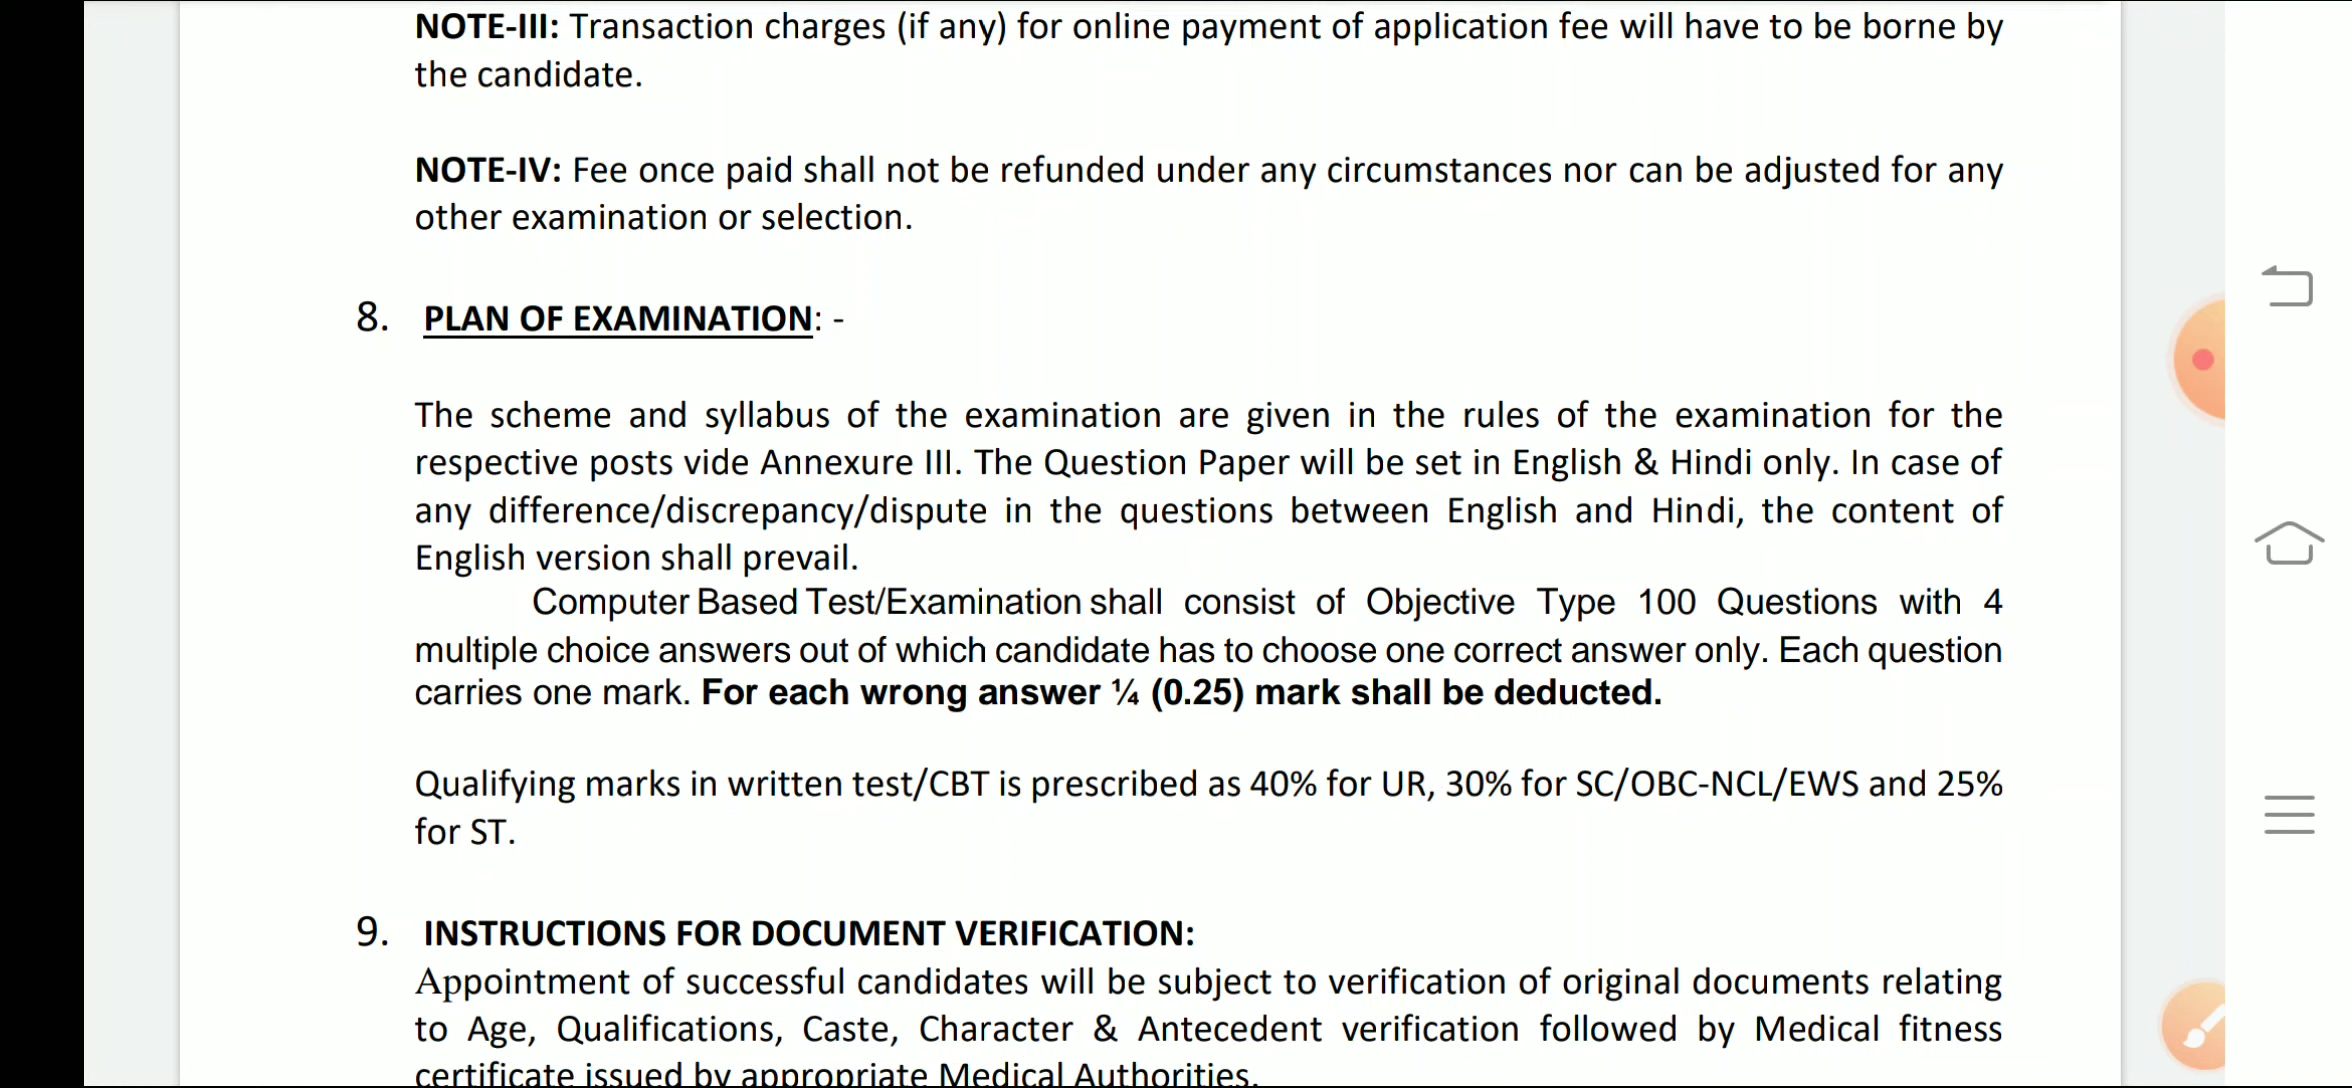 NOTE-III: Transaction charges (if any) for online payment of application fee will have to be borne by
the candidate.
NOTE-IV: Fee once paid shall not be refunded under any circumstances nor can be adjusted for any
other examination or selection.
8. PLAN OF EXAMINATION: -
The scheme and syllabus of the examination are given in the rules of the examination for the
respective posts vide Annexure III. The Question Paper will be set in English & Hindi only. In case of
any difference/discrepancy/dispute in the questions between English and Hindi, the content of
English version shall prevail.
Computer Based Test/Examination shall consist of Objective Type 100 Questions with 4
multiple choice answers out of which candidate has to choose one correct answer only. Each question
carries one mark. For each wrong answer ¼ (0.25) mark shall be deducted.
Qualifying marks in written test/CBT is prescribed as 40% for UR, 30% for SC/OBC-NCL/EWS and 25%
for ST.
9. INSTRUCTIONS FOR DOCUMENT VERIFICATION:
Appointment of successful candidates will be subject to verification of original documents relating
to Age, Qualifications, Caste, Character & Antecedent verification followed by Medical fitness
certificate issued by appropriate Medical Authorities.